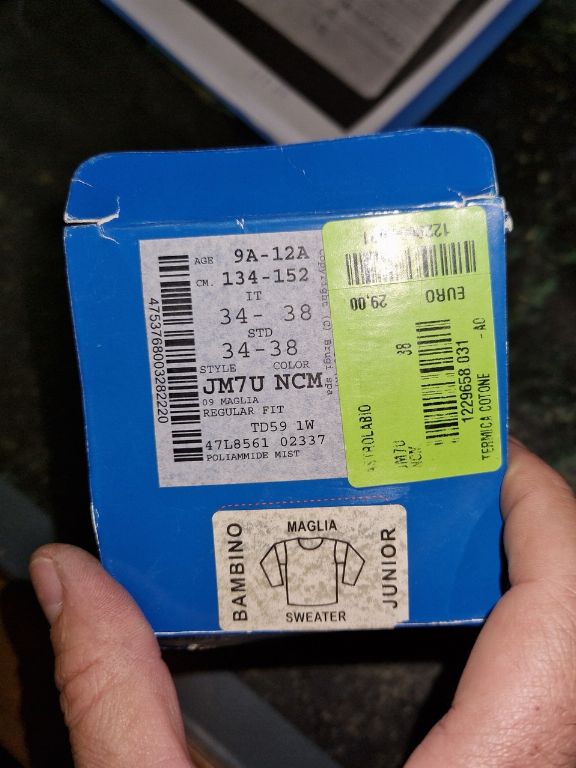 AGE 9A-12A
CM. 134-152
IT
34- 38
STD
34-38
STYLE COLOR
JM7U NCM
09 MAGLIA
REGULAR FIT
TD59 1W
47L8561 02337
POLIAMMIDE MIST
4753768003282220
Brugi spa
EURO 29,00
38
1229658 031 -AO
TERMICA COTONE
JM7U
NCM
BAMBINO
MAGLIA
SWEATER
JUNIOR